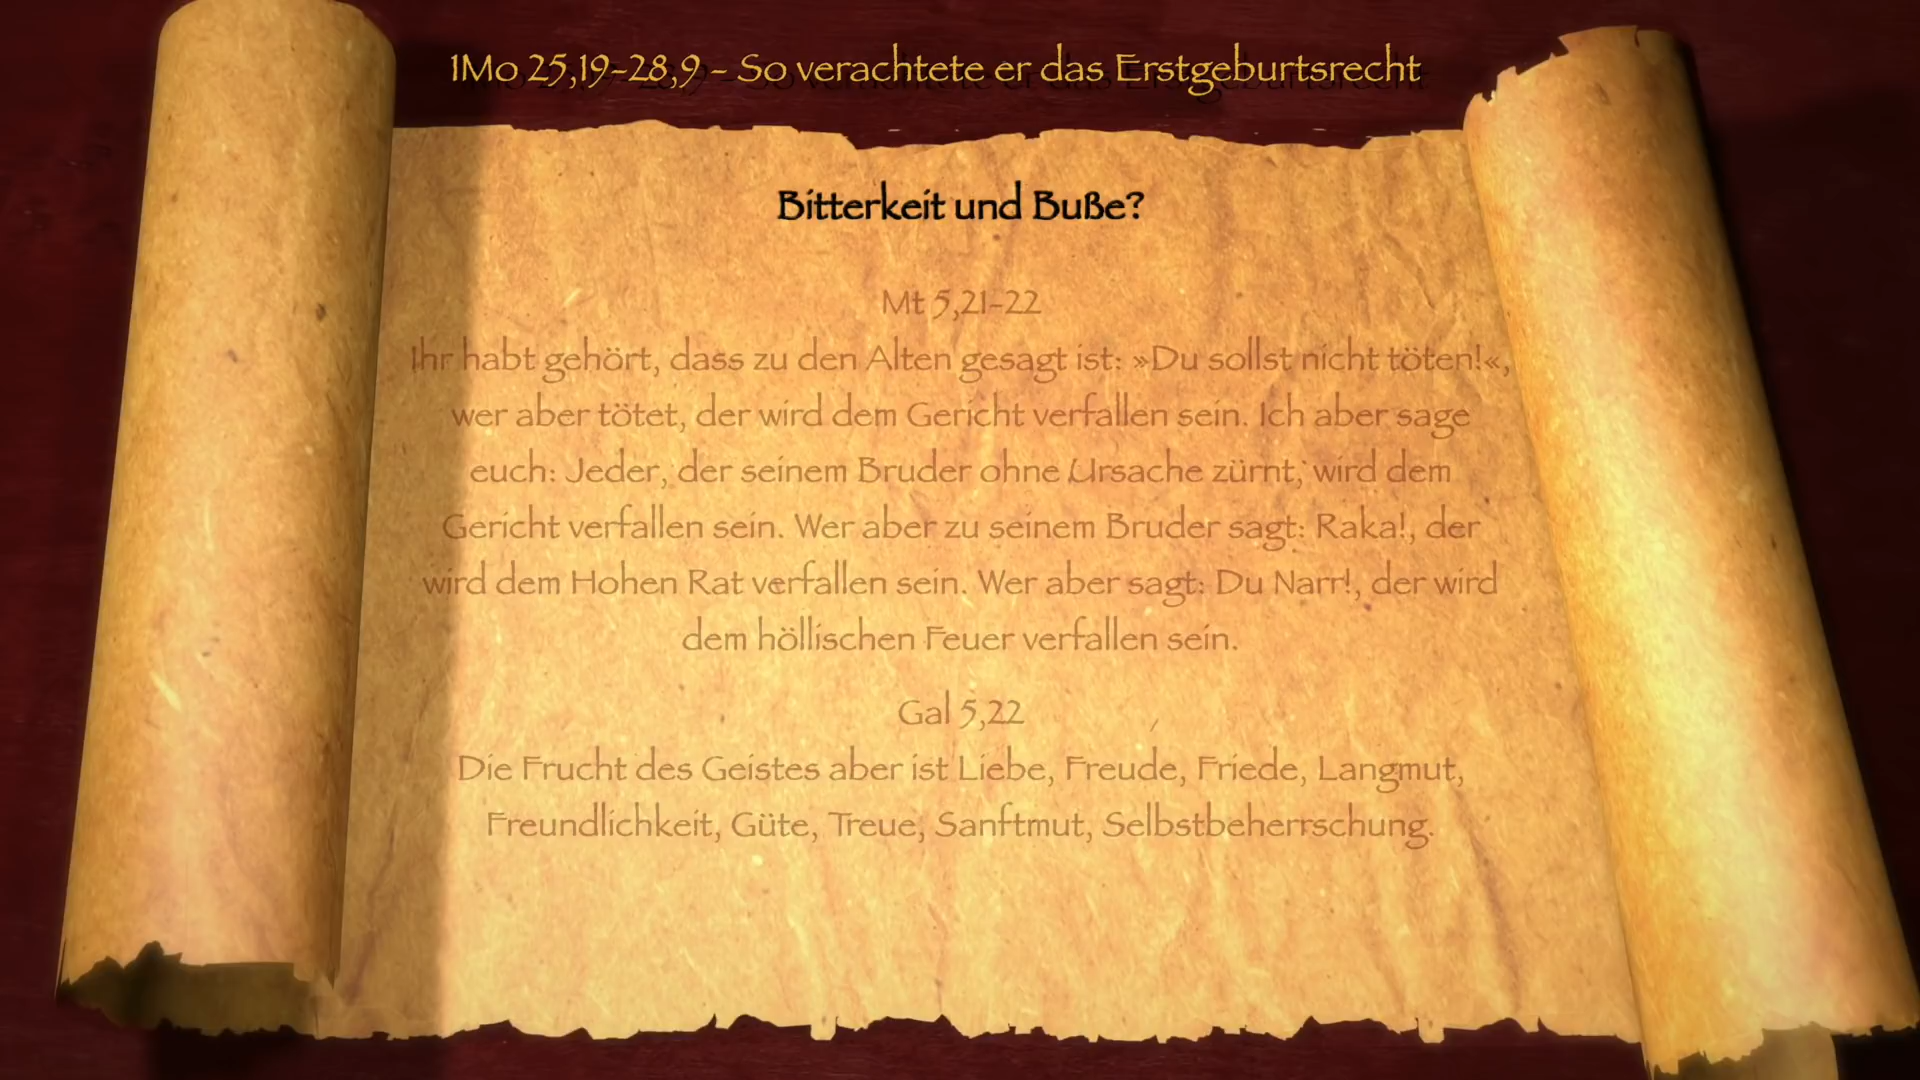 1Mo 25,19-28,9 - So verachtete er das Erstgeburtsrecht
Bitterkeit und Buße?
Mt 5,21-22
Ihr habt gehört, dass zu den Alten gesagt ist: »Du sollst nicht töten!«,
wer aber tötet, der wird dem Gericht verfallen sein. Ich aber sage
euch: Jeder, der seinem Bruder ohne Ursache zürnt, wird dem
Gericht verfallen sein. Wer aber zu seinem Bruder sagt: Raka!, der
wird dem Hohen Rat verfallen sein. Wer aber sagt: Du Narr!, der wird
dem höllischen Feuer verfallen sein.
Gal 5,22
Die Frucht des Geistes aber ist Liebe, Freude, Friede, Langmut,
Freundlichkeit, Güte, Treue, Sanftmut, Selbstbeherrschung.